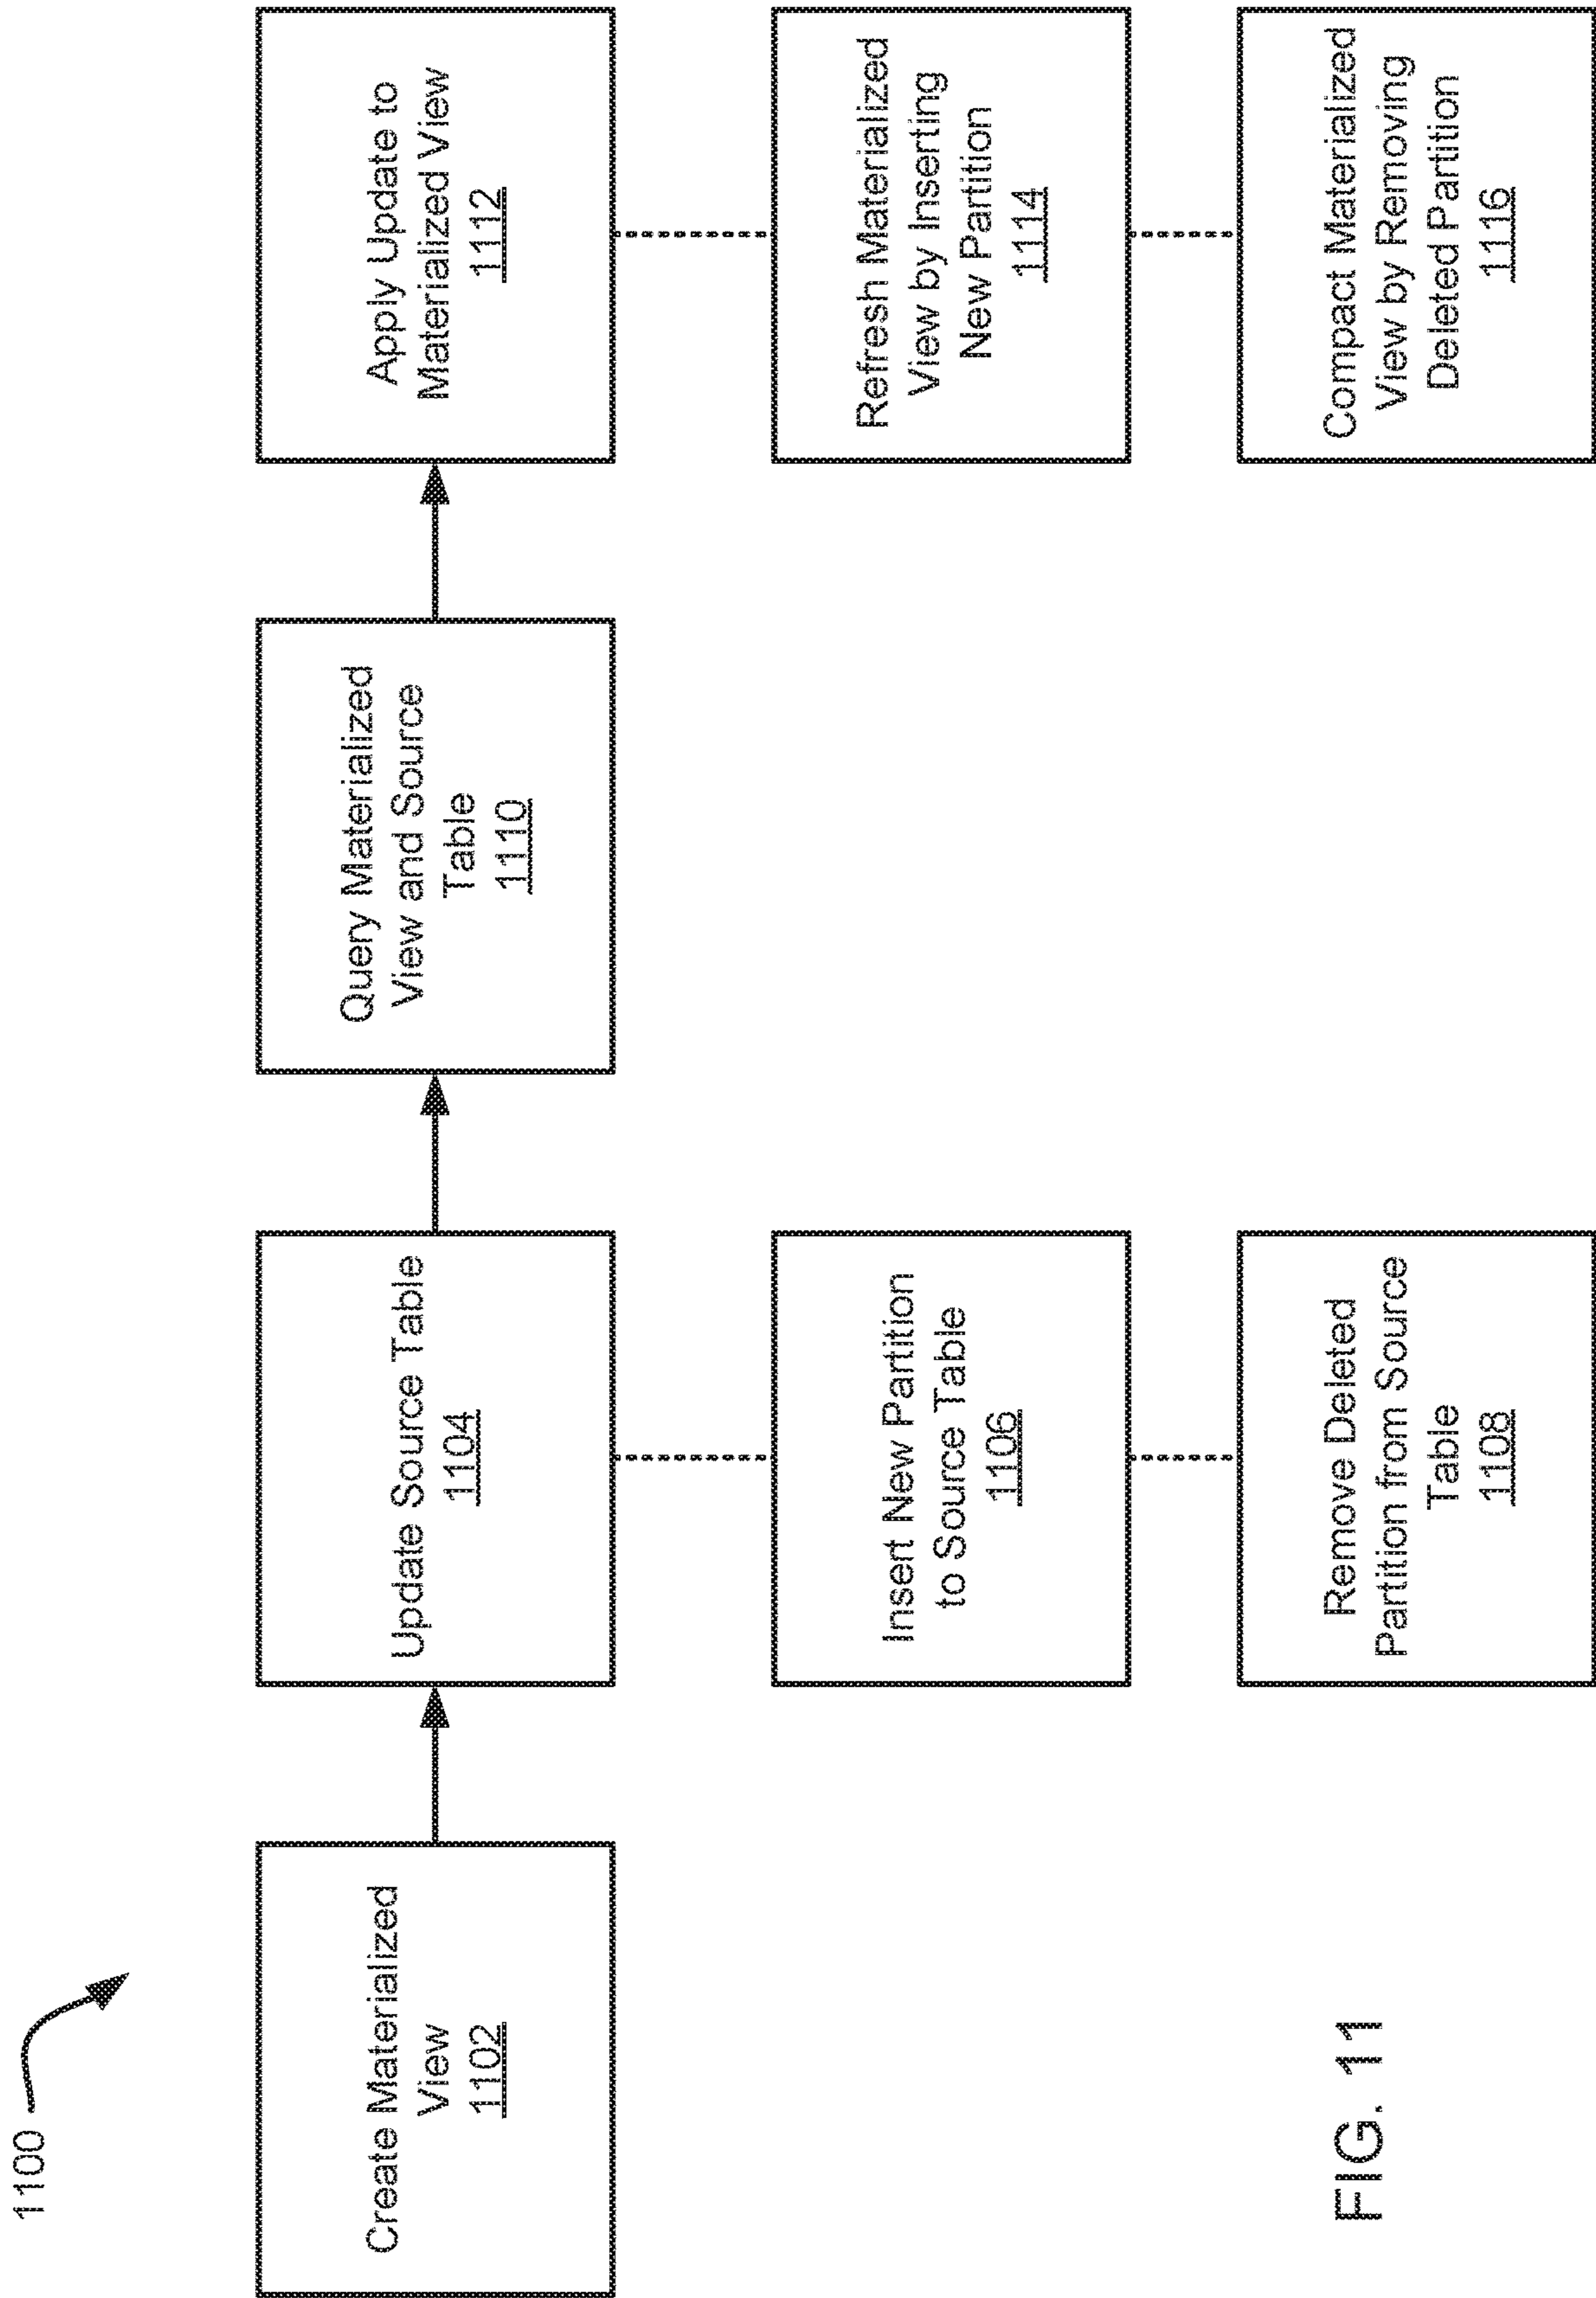 1100
Create Materialized
View
1102
Update Source Table
1104
Insert New Partition
to Source Table
1106
Remove Deleted
Partition from Source
Table
1108
Query Materialized
View and Source
Table
1110
Apply Update to
Materialized View
1112
Refresh Materialized
View by Inserting
New Partition
1114
Compact Materialized
View by Removing
Deleted Partition
1116
FIG. 11